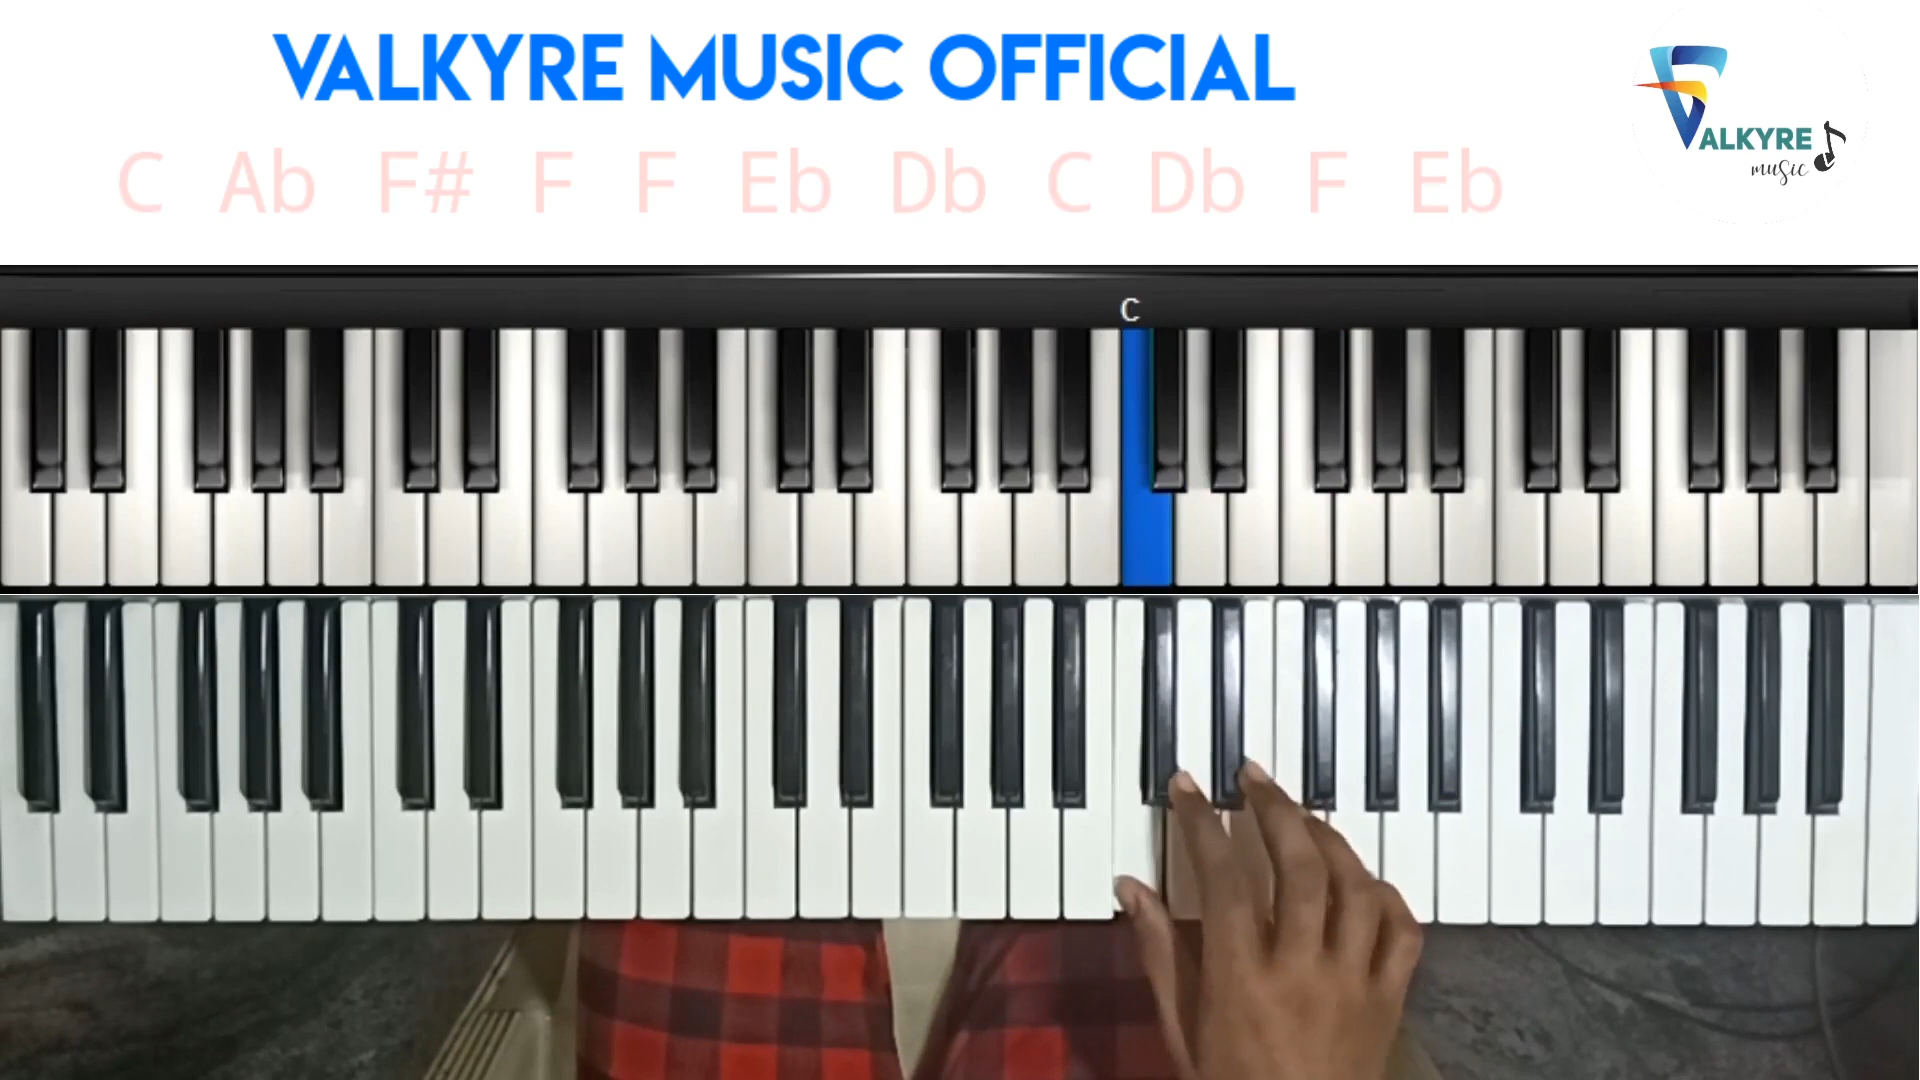 VALKYRE MUSIC OFFICIAL
C Ab F# F F Eb Db C Db F Eb
ALKYRE
music
C